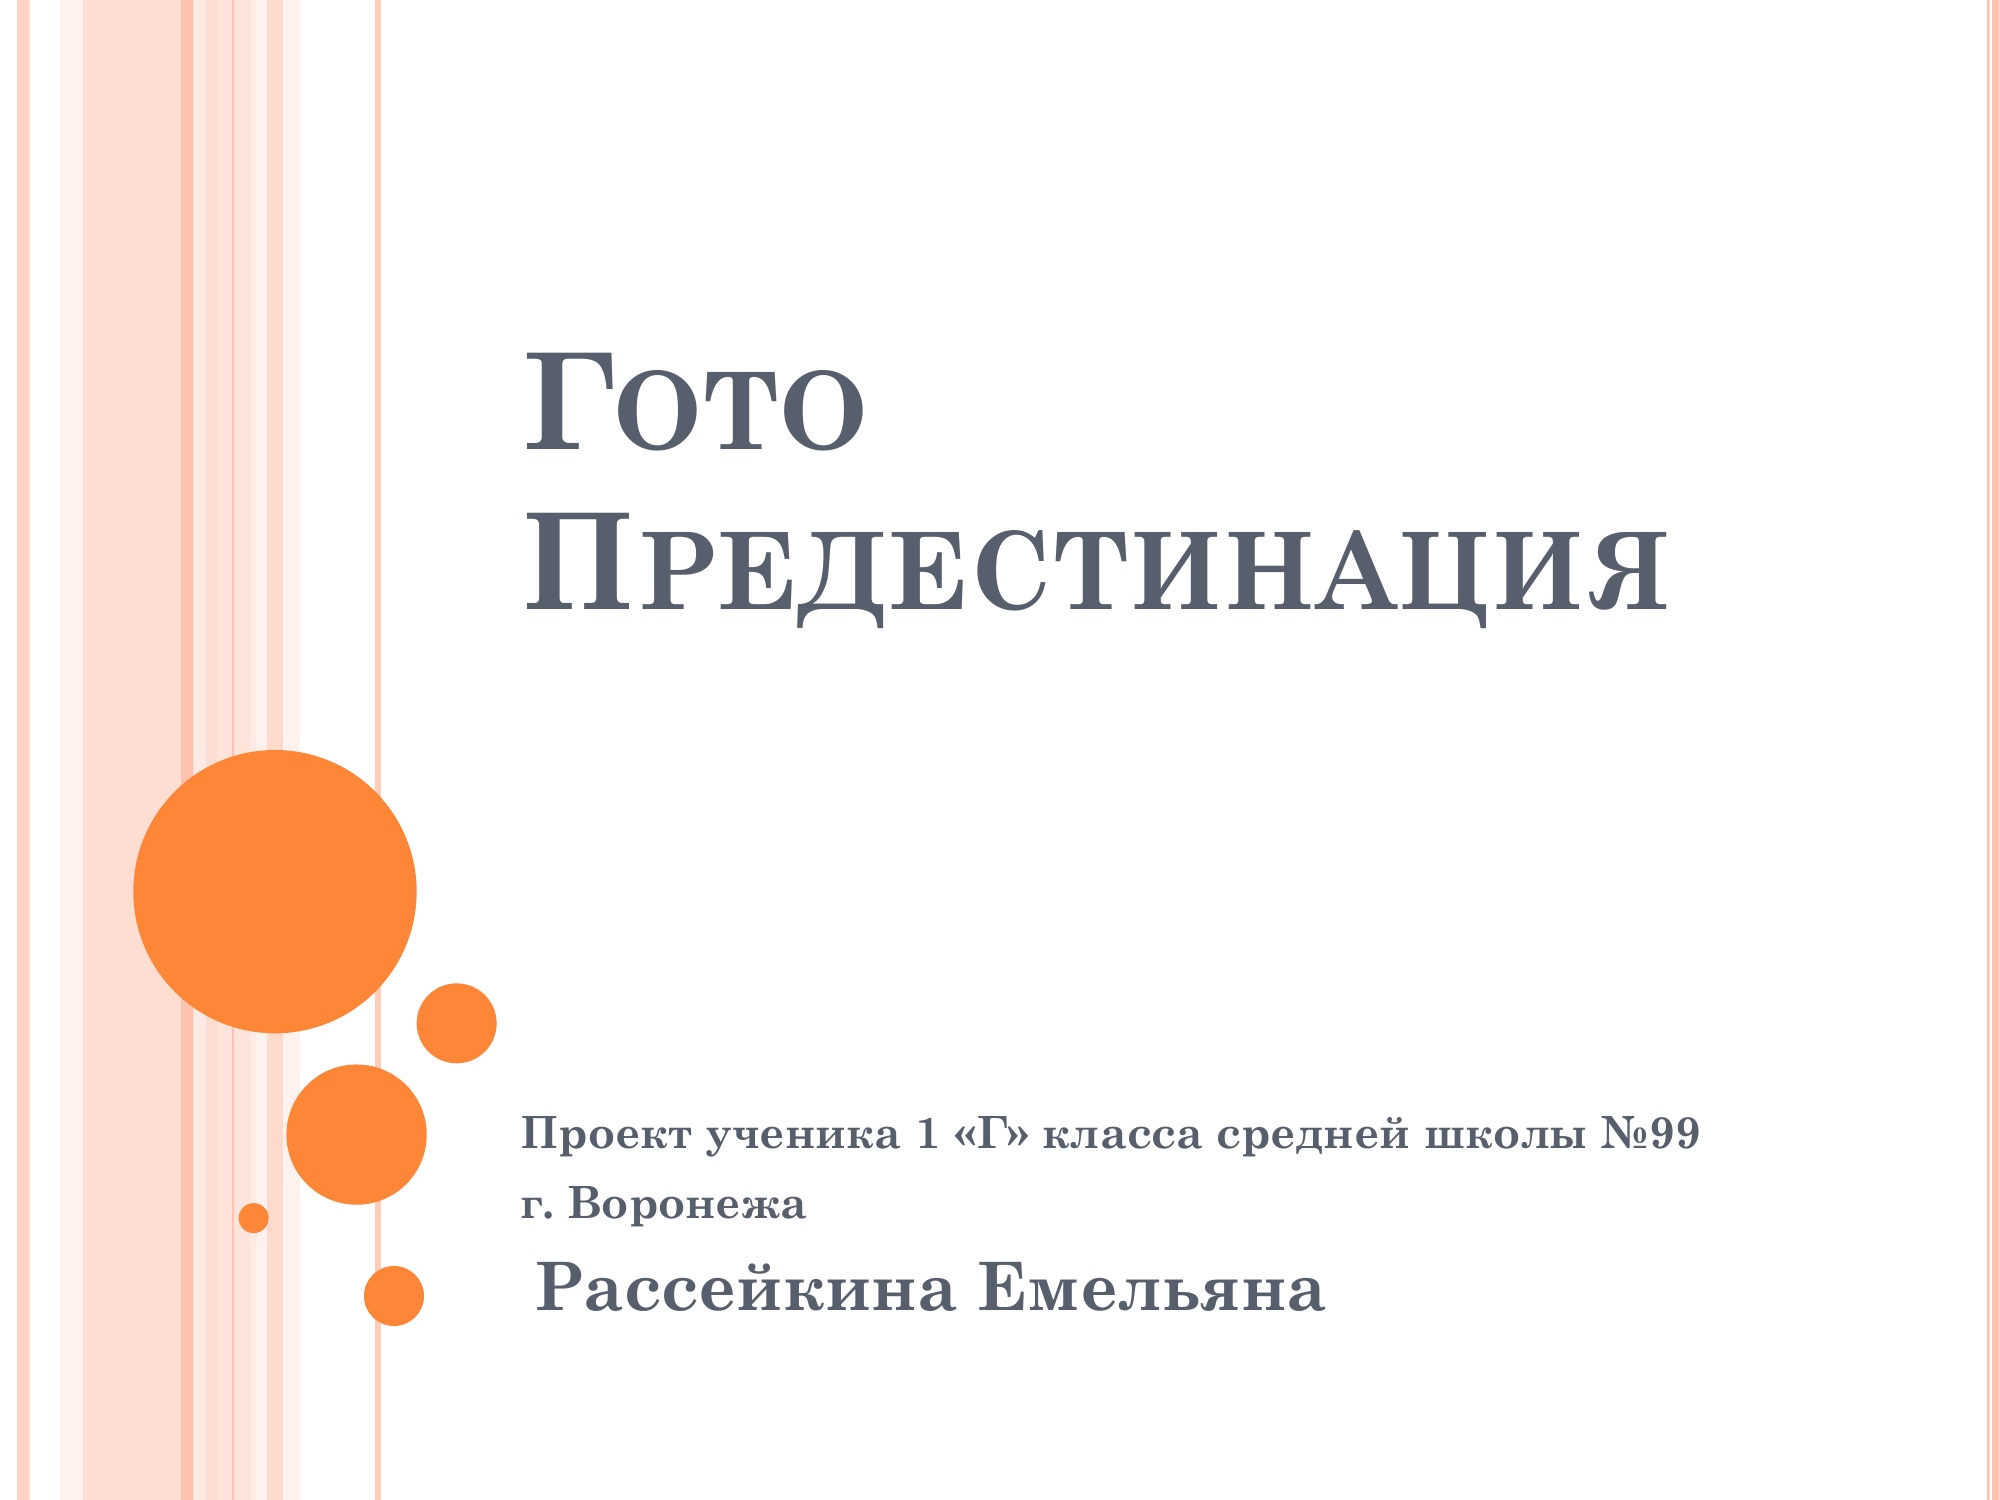 Гото
Предестинация
Проект ученика 1 «Г» класса средней школы №99
г. Воронежа
Рассейкина Емельяна